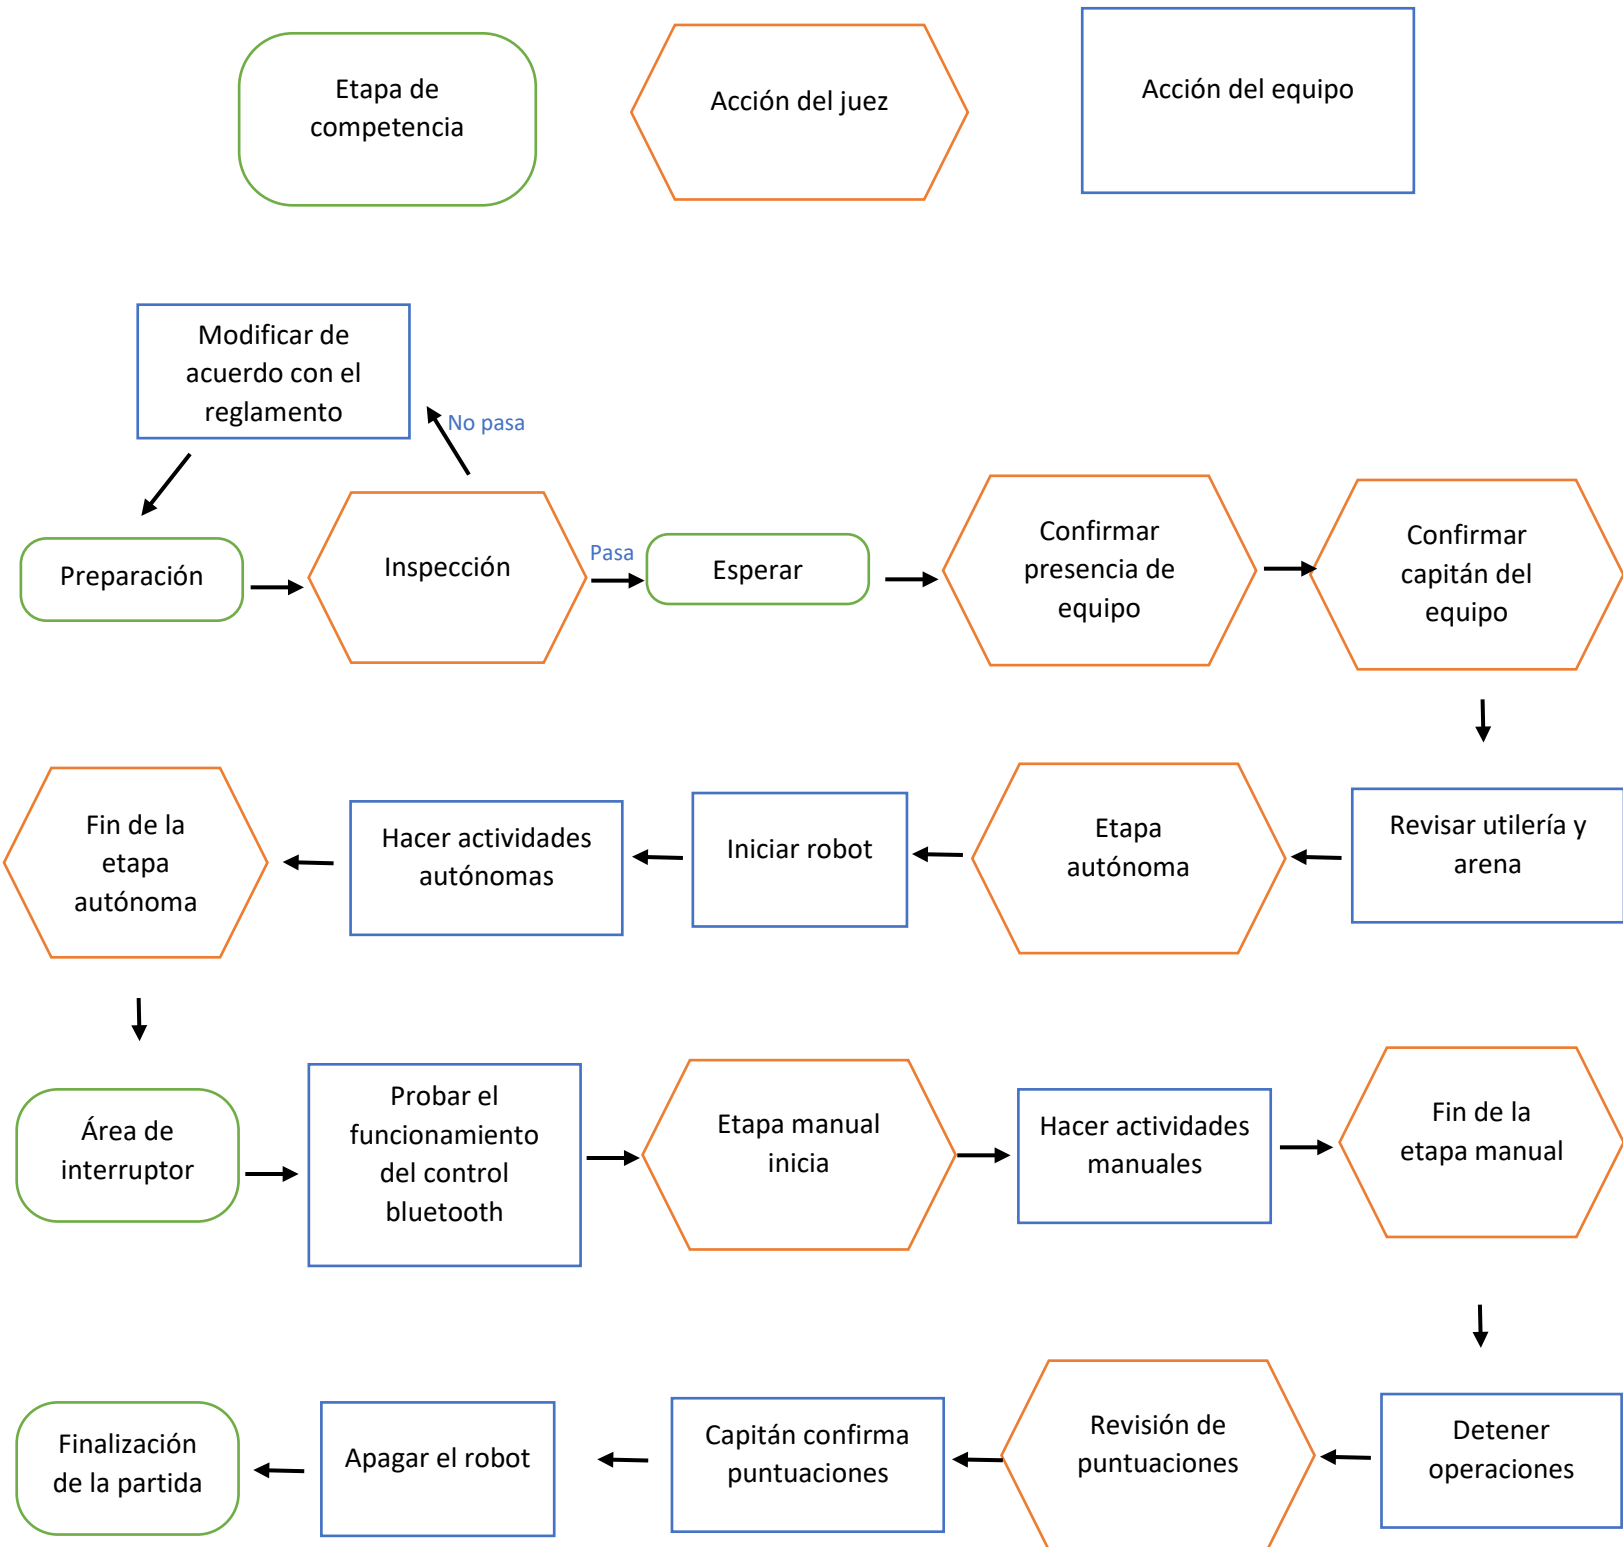 Etapa de
competencia
Acción del juez
Acción del equipo
Modificar de
acuerdo con el
reglamento
No pasa
Preparación
Inspección
Pasa
Esperar
Confirmar
presencia de
equipo
Confirmar
capitán del
equipo
Fin de la
etapa
autónoma
Hacer actividades
autónomas
Iniciar robot
Etapa
autónoma
Revisar utilería y
arena
Área de
interruptor
Probar el
funcionamiento
del control
bluetooth
Etapa manual
inicia
Hacer actividades
manuales
Fin de la
etapa manual
Finalización
de la partida
Apagar el robot
Capitán confirma
puntuaciones
Revisión de
puntuaciones
Detener
operaciones